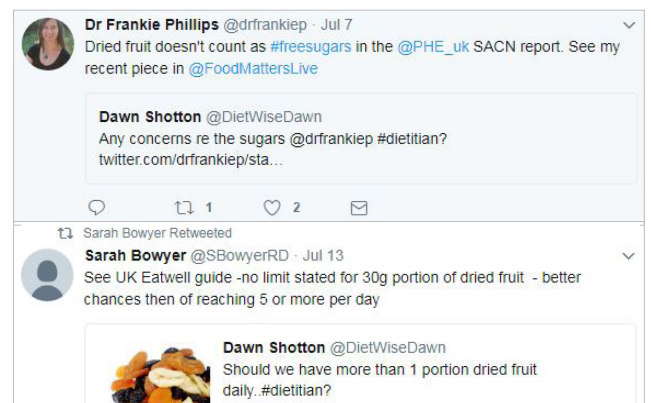 Dr Frankie Phillips @drfrankiep · Jul 7
Dried fruit doesn't count as #freesugars in the @PHE_uk SACN report. See my
recent piece in @FoodMattersLive
Dawn Shotton @DietWiseDawn
Any concerns re the sugars @drfrankiep #dietitian?
twitter.com/drfrankiep/sta...
1 2
Sarah Bowyer Retweeted
Sarah Bowyer @SBowyerRD · Jul 13
See UK Eatwell guide -no limit stated for 30g portion of dried fruit - better
chances then of reaching 5 or more per day
Dawn Shotton @DietWiseDawn
Should we have more than 1 portion dried fruit
daily..#dietitian?